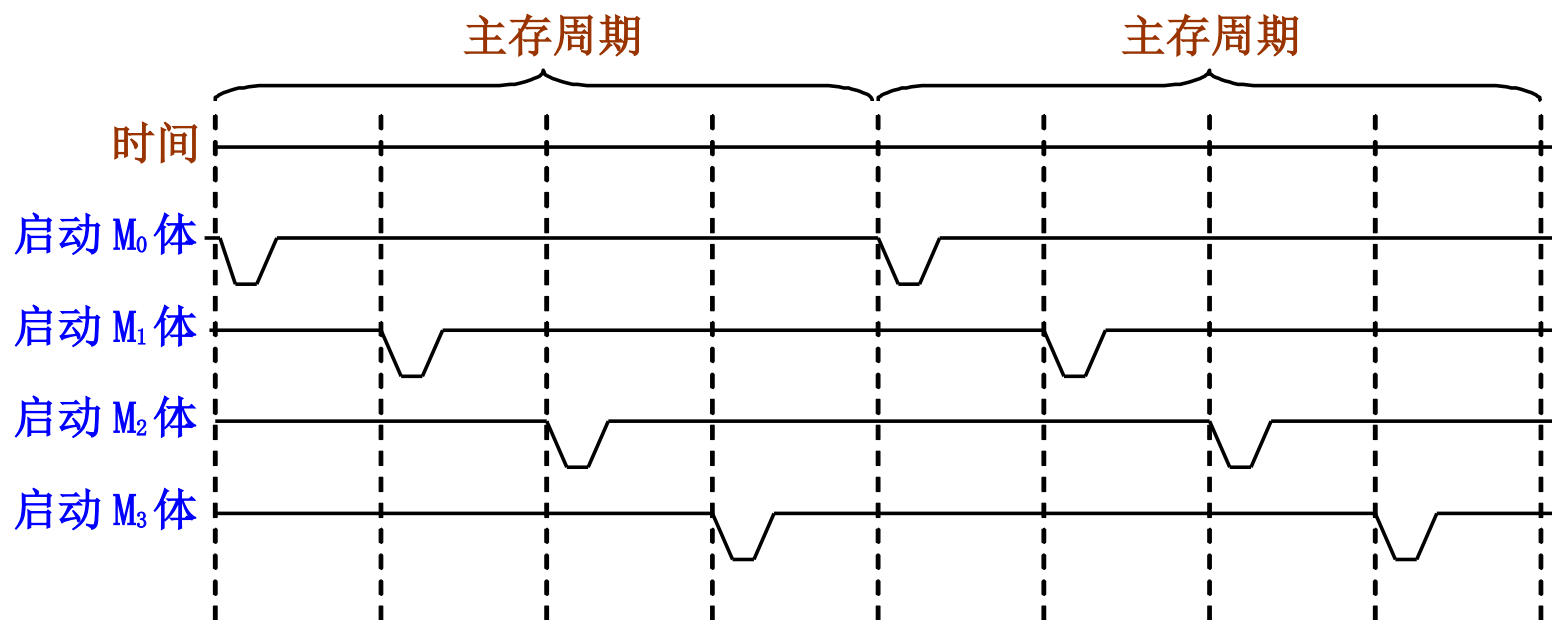 主存周期 主存周期
时间
启动 M₀ 体
启动 M₁ 体
启动 M₂ 体
启动 M₃ 体